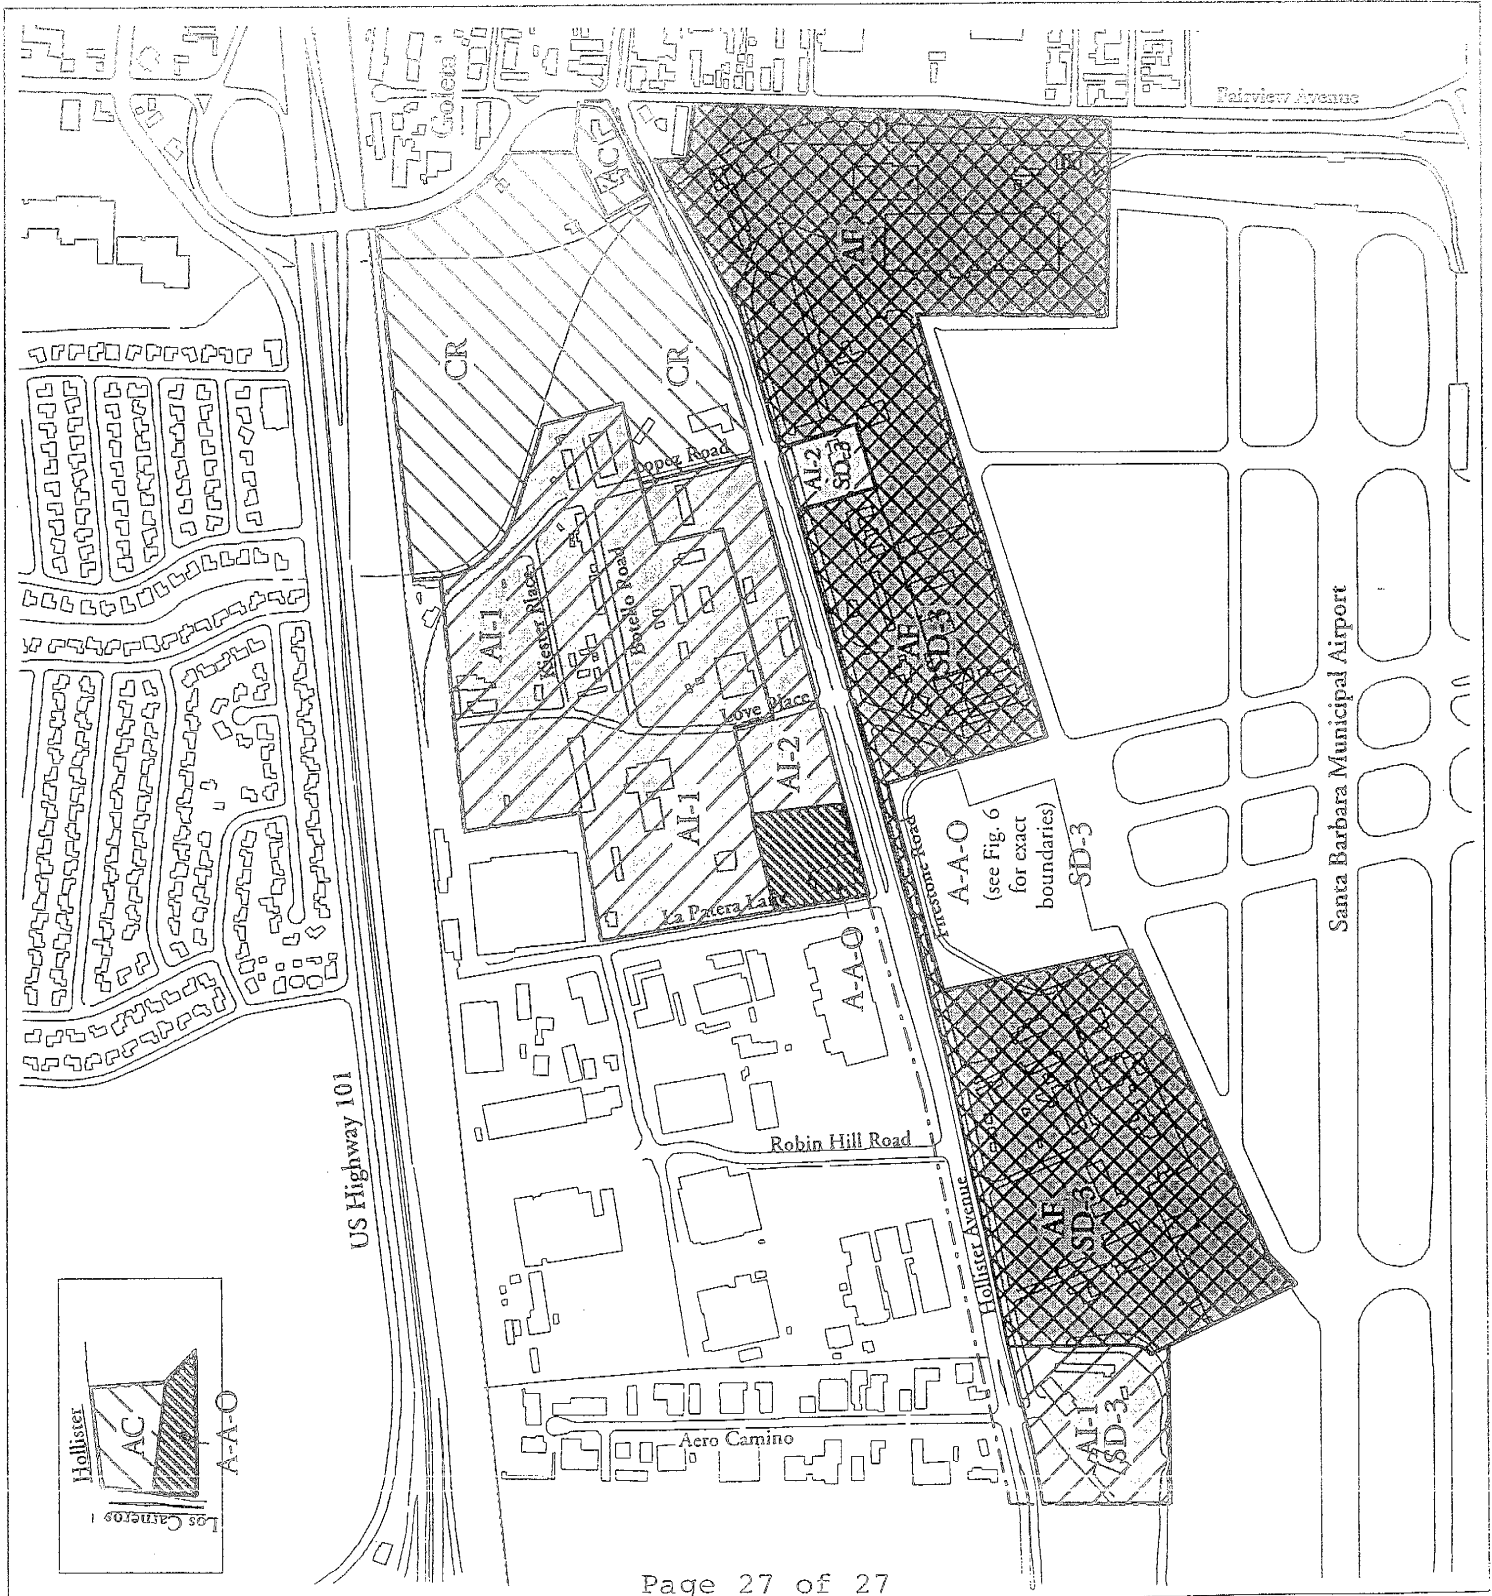 Fairview Avenue
Goleta
AC
AF
CR
CR
AI-2
SD-3
Lopez Road
AI-1
Kiester Place
Botello Road
AF
SD-3
Love Place
AI-2
AI-1
Firestone Road
A-A-O
(see Fig. 6
for exact
boundaries)
SD-3
Santa Barbara Municipal Airport
La Patera Lane
A-A-O
US Highway 101
Robin Hill Road
Hollister Avenue
AF
SD-3
AI-1
SD-3
Aero Camino
Hollister
AC
A-A-O
Los Carneros
Page 27 of 27